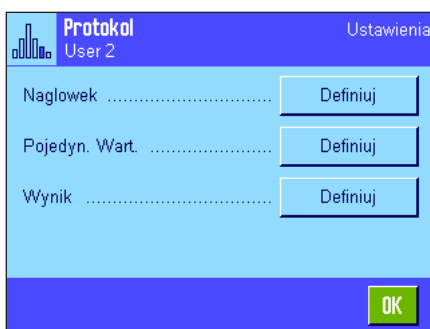 Protokol
Ustawienia
User 2
Naglowek ............................... Definiuj
Pojedyn. Wart. ....................... Definiuj
Wynik .................................. Definiuj
OK